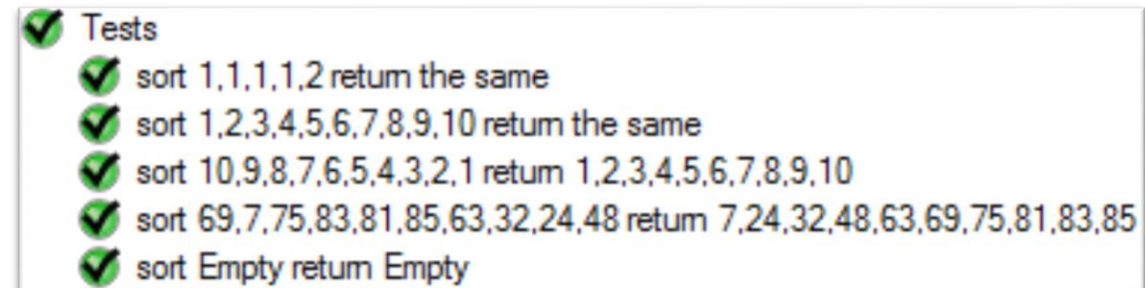 Tests
sort 1,1,1,1,2 return the same
sort 1,2,3,4,5,6,7,8,9,10 return the same
sort 10,9,8,7,6,5,4,3,2,1 return 1,2,3,4,5,6,7,8,9,10
sort 69,7,75,83,81,85,63,32,24,48 return 7,24,32,48,63,69,75,81,83,85
sort Empty return Empty